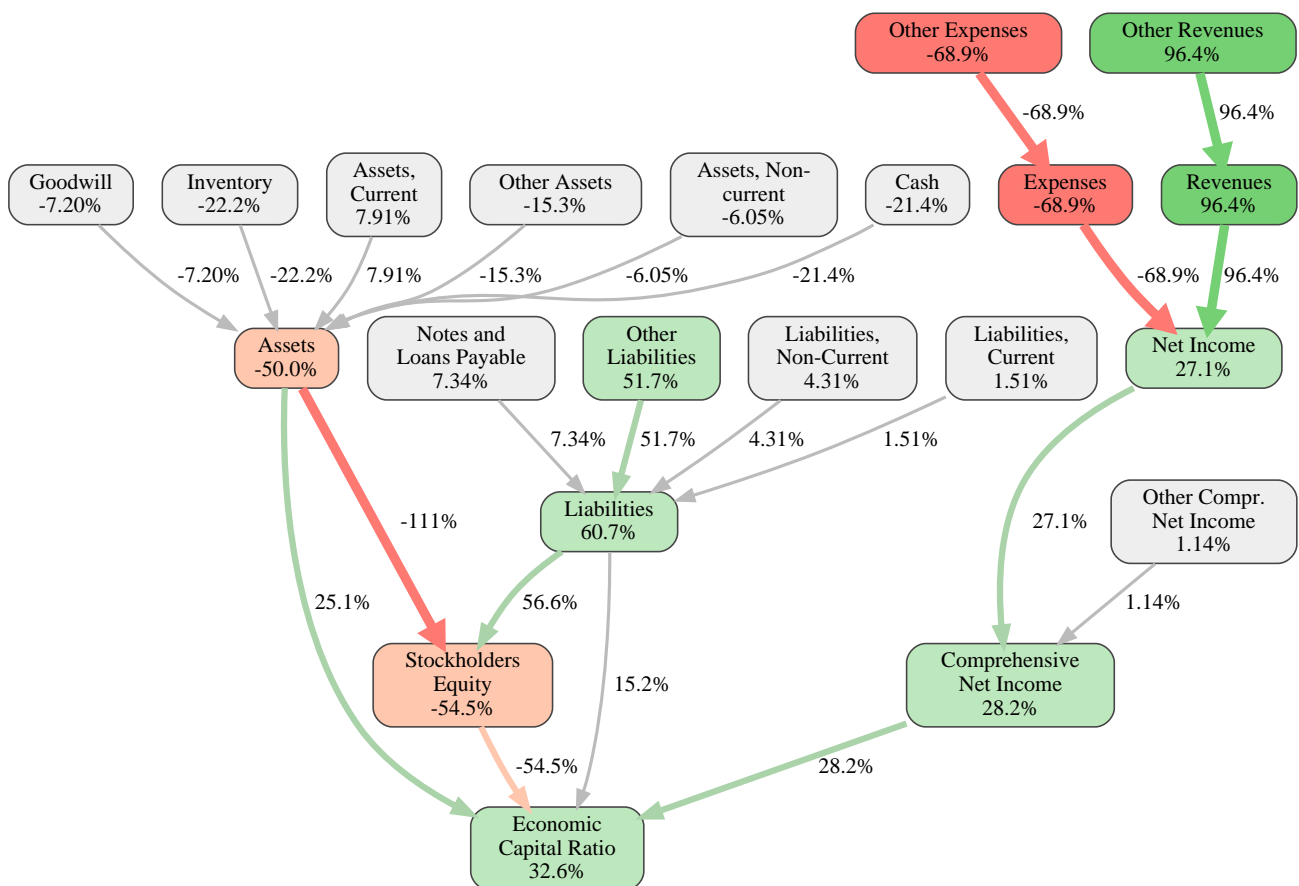 Other Expenses
-68.9%
Other Revenues
96.4%
-68.9%
96.4%
Goodwill
-7.20%
Inventory
-22.2%
Assets,
Current
7.91%
Other Assets
-15.3%
Assets, Non-
current
-6.05%
Cash
-21.4%
Expenses
-68.9%
Revenues
96.4%
-7.20%
-22.2%
7.91%
-15.3%
-6.05%
-21.4%
-68.9%
96.4%
Assets
-50.0%
Notes and
Loans Payable
7.34%
Other
Liabilities
51.7%
Liabilities,
Non-Current
4.31%
Liabilities,
Current
1.51%
Net Income
27.1%
7.34%
51.7%
4.31%
1.51%
-111%
Liabilities
60.7%
27.1%
Other Compr.
Net Income
1.14%
25.1%
56.6%
1.14%
Stockholders
Equity
-54.5%
15.2%
Comprehensive
Net Income
28.2%
-54.5%
28.2%
Economic
Capital Ratio
32.6%